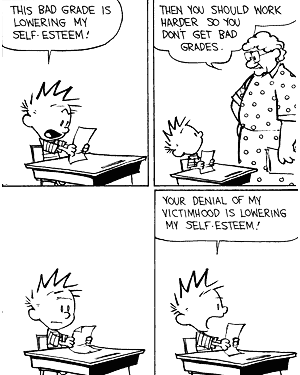 THIS BAD GRADE IS
LOWERING MY
SELF-ESTEEM!
THEN YOU SHOULD WORK
HARDER SO YOU
DON'T GET BAD
GRADES.
YOUR DENIAL OF MY
VICTIMHOOD IS LOWERING
MY SELF-ESTEEM!